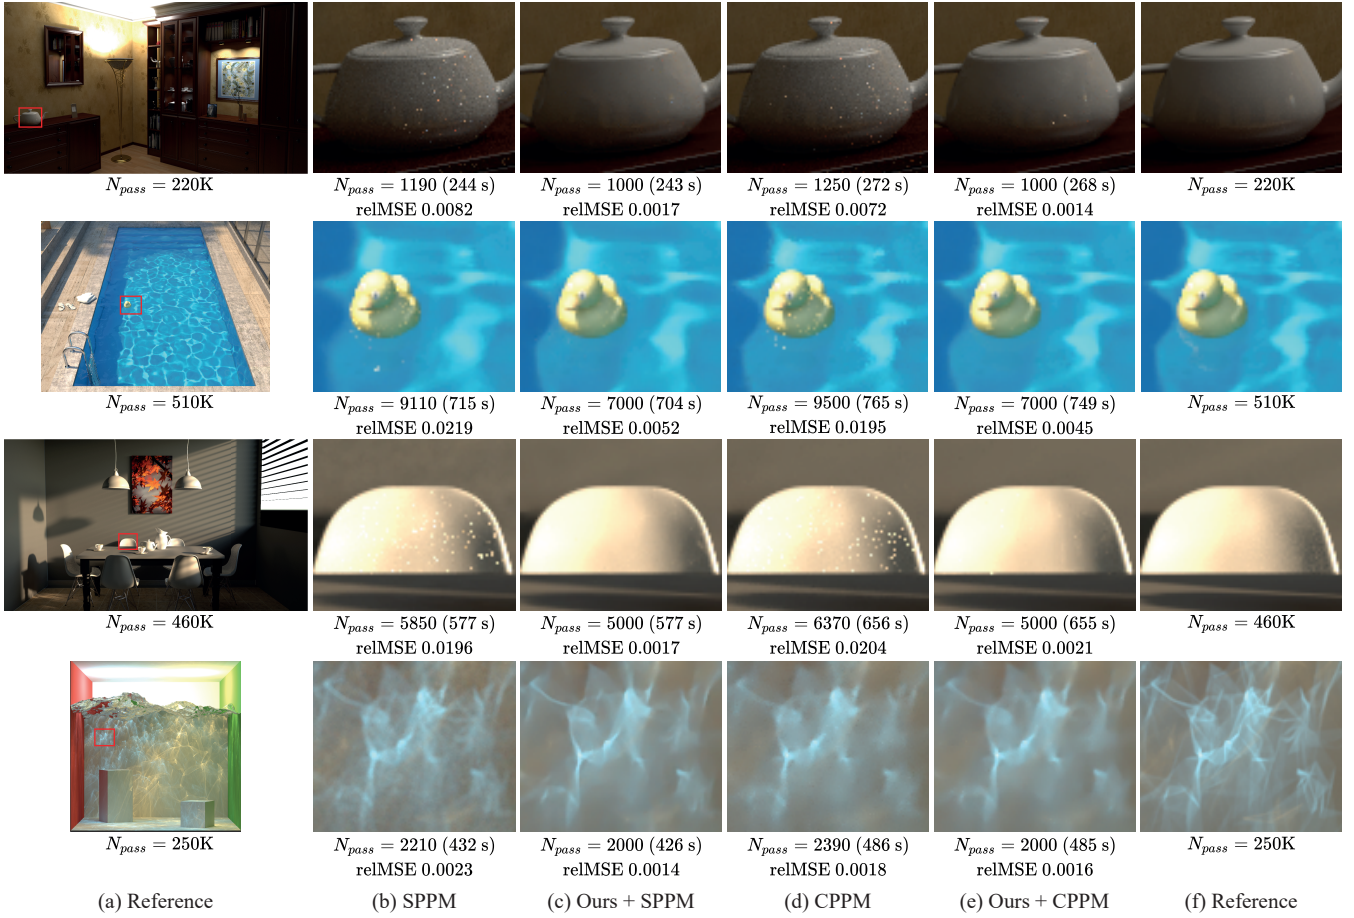 N_pass = 220K
N_pass = 1190 (244 s)
relMSE 0.0082
N_pass = 1000 (243 s)
relMSE 0.0017
N_pass = 1250 (272 s)
relMSE 0.0072
N_pass = 1000 (268 s)
relMSE 0.0014
N_pass = 220K
N_pass = 510K
N_pass = 9110 (715 s)
relMSE 0.0219
N_pass = 7000 (704 s)
relMSE 0.0052
N_pass = 9500 (765 s)
relMSE 0.0195
N_pass = 7000 (749 s)
relMSE 0.0045
N_pass = 510K
N_pass = 460K
N_pass = 5850 (577 s)
relMSE 0.0196
N_pass = 5000 (577 s)
relMSE 0.0017
N_pass = 6370 (656 s)
relMSE 0.0204
N_pass = 5000 (655 s)
relMSE 0.0021
N_pass = 460K
N_pass = 250K
N_pass = 2210 (432 s)
relMSE 0.0023
N_pass = 2000 (426 s)
relMSE 0.0014
N_pass = 2390 (486 s)
relMSE 0.0018
N_pass = 2000 (485 s)
relMSE 0.0016
N_pass = 250K
(a) Reference
(b) SPPM
(c) Ours + SPPM
(d) CPPM
(e) Ours + CPPM
(f) Reference